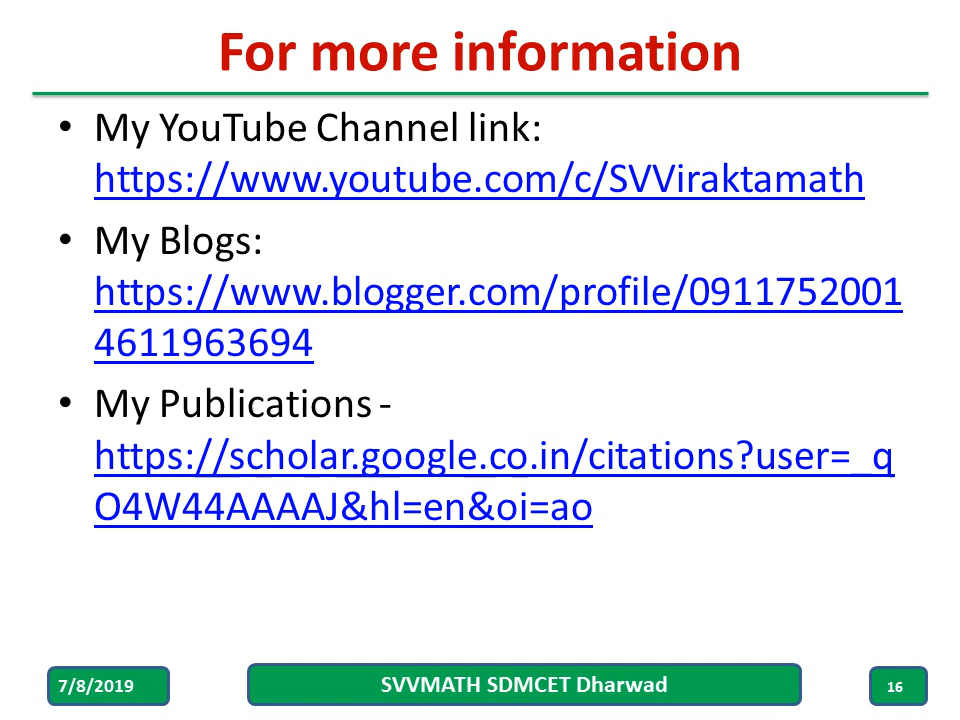 For more information
• My YouTube Channel link:
https://www.youtube.com/c/SVViraktamath
• My Blogs:
https://www.blogger.com/profile/0911752001
4611963694
• My Publications -
https://scholar.google.co.in/citations?user=_q
O4W44AAAAJ&hl=en&oi=ao
7/8/2019
SVVMATH SDMCET Dharwad
16